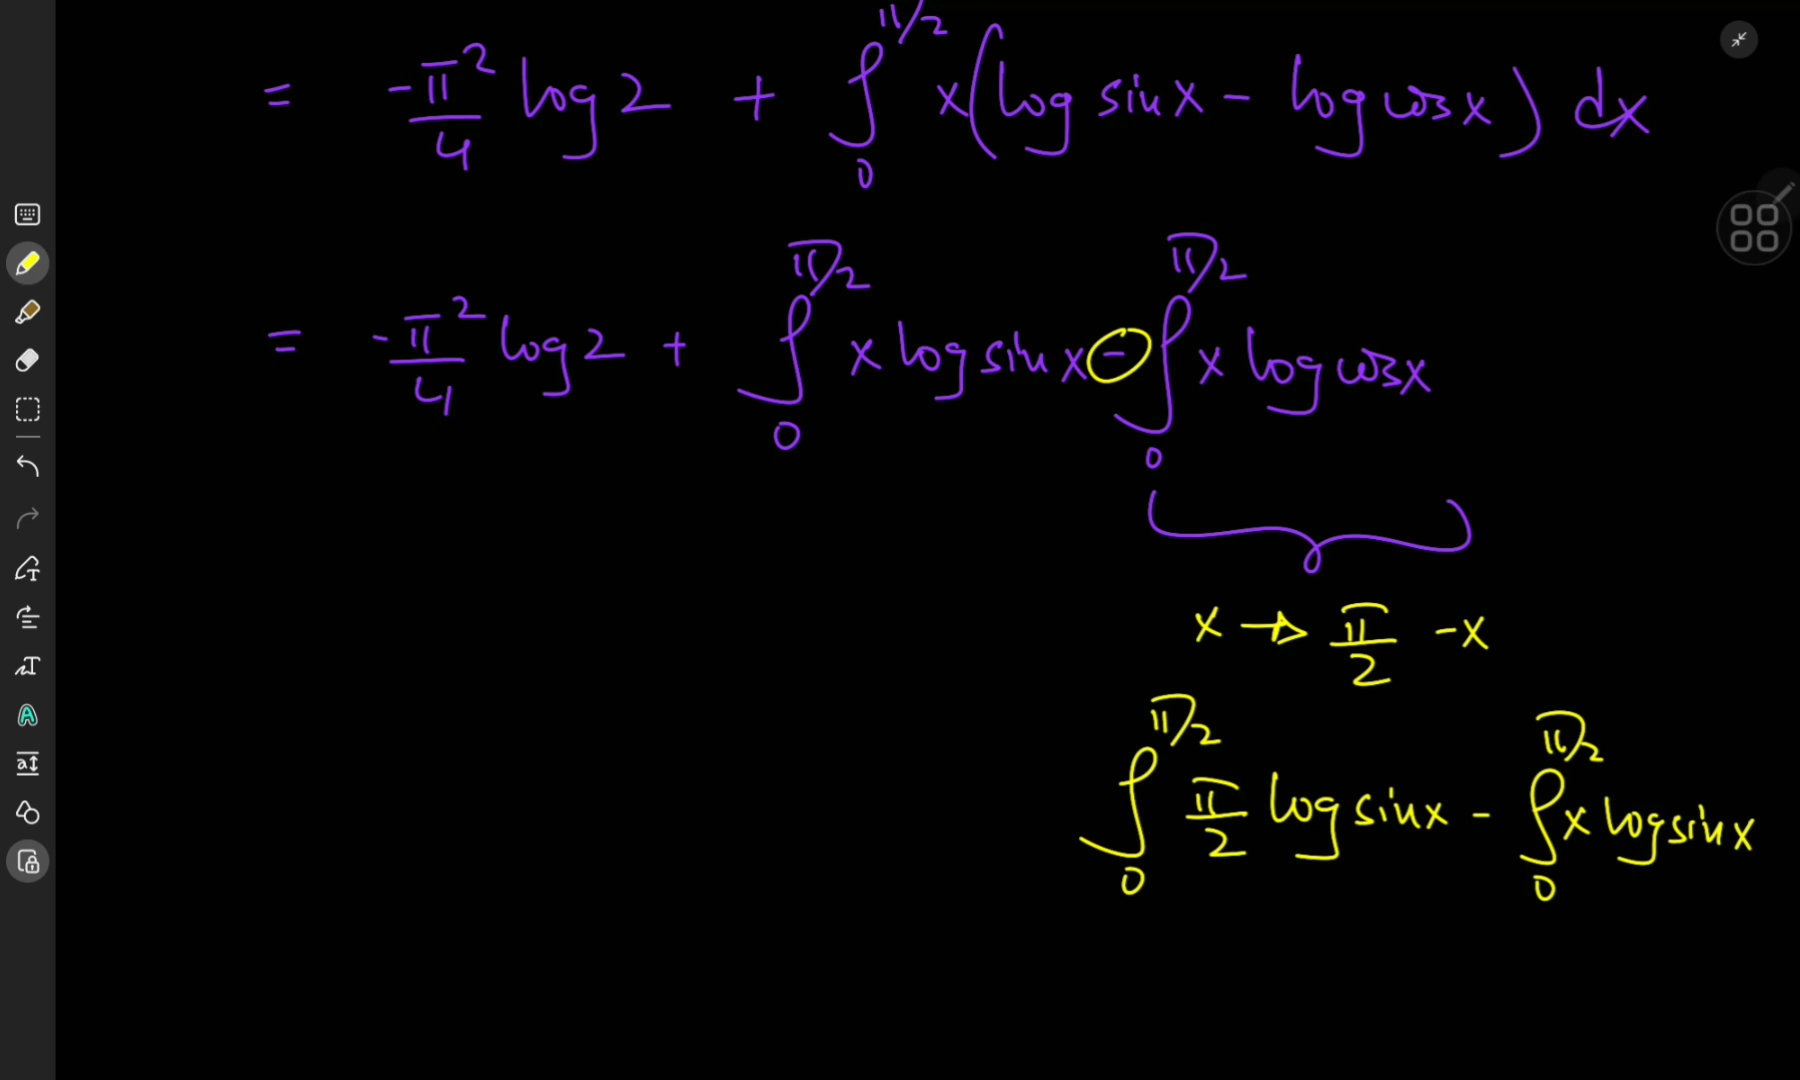 = -π²/4 log 2 + ∫₀^(π/2) x(log sin x - log cos x) dx
= -π²/4 log 2 + ∫₀^(π/2) x log sin x - ∫₀^(π/2) x log cos x
x → π/2 - x
∫₀^(π/2) π/2 log sin x - ∫₀^(π/2) x log sin x